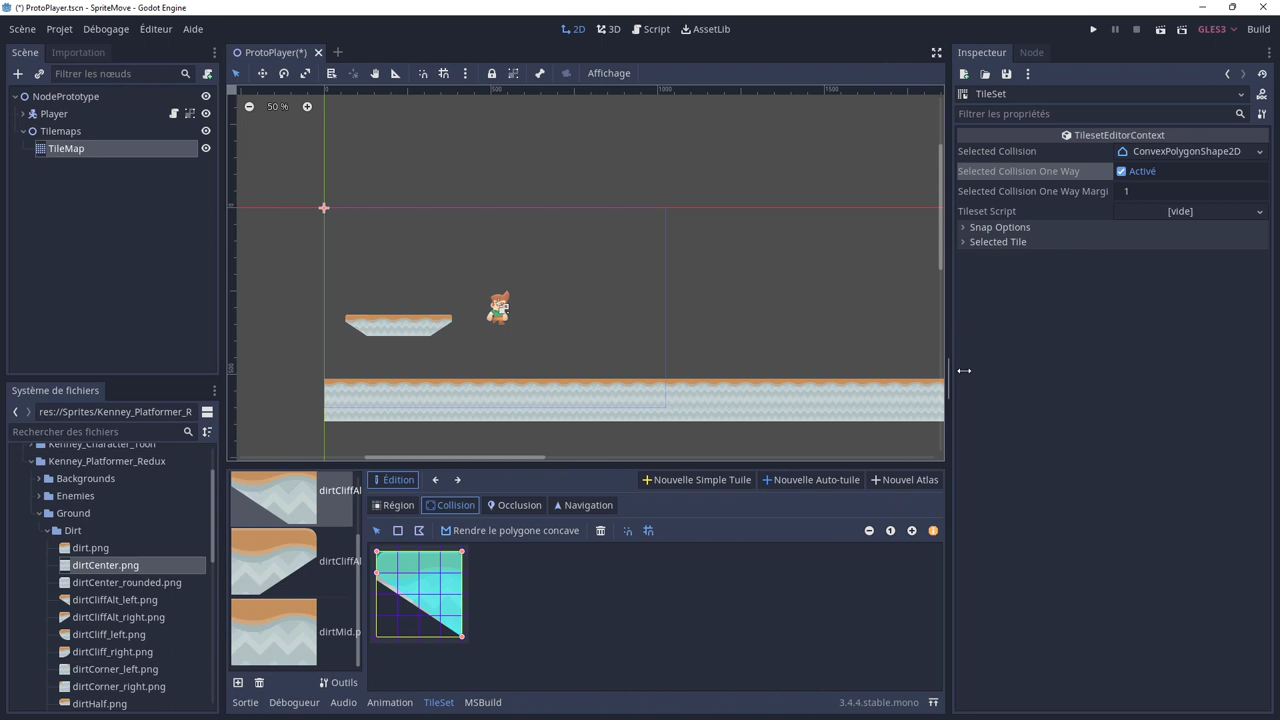 (*) ProtoPlayer.tscn - SpriteMove - Godot Engine
Scène Projet Débogage Éditeur Aide
2D 3D Script AssetLib
GLES3 Build
Scène Importation
Filtrer les nœuds
NodePrototype
Player
Tilemaps
TileMap
ProtoPlayer(*)
Affichage
50 %
0 500 1000 1500
0
500
Système de fichiers
res://Sprites/Kenney_Platformer_R
Rechercher des fichiers
Kenney_Character_Toon
Kenney_Platformer_Redux
Backgrounds
Enemies
Ground
Dirt
dirt.png
dirtCenter.png
dirtCenter_rounded.png
dirtCliffAlt_left.png
dirtCliffAlt_right.png
dirtCliff_left.png
dirtCliff_right.png
dirtCorner_left.png
dirtCorner_right.png
dirtHalf.png
dirtCliffAl
dirtCliffAl
dirtMid.p
Outils
Édition
Nouvelle Simple Tuile Nouvelle Auto-tuile Nouvel Atlas
Région Collision Occlusion Navigation
Rendre le polygone concave
Sortie Débogueur Audio Animation TileSet MSBuild
3.4.4.stable.mono
Inspecteur Node
TileSet
Filtrer les propriétés
TilesetEditorContext
Selected Collision ConvexPolygonShape2D
Selected Collision One Way Activé
Selected Collision One Way Margi 1
Tileset Script [vide]
Snap Options
Selected Tile